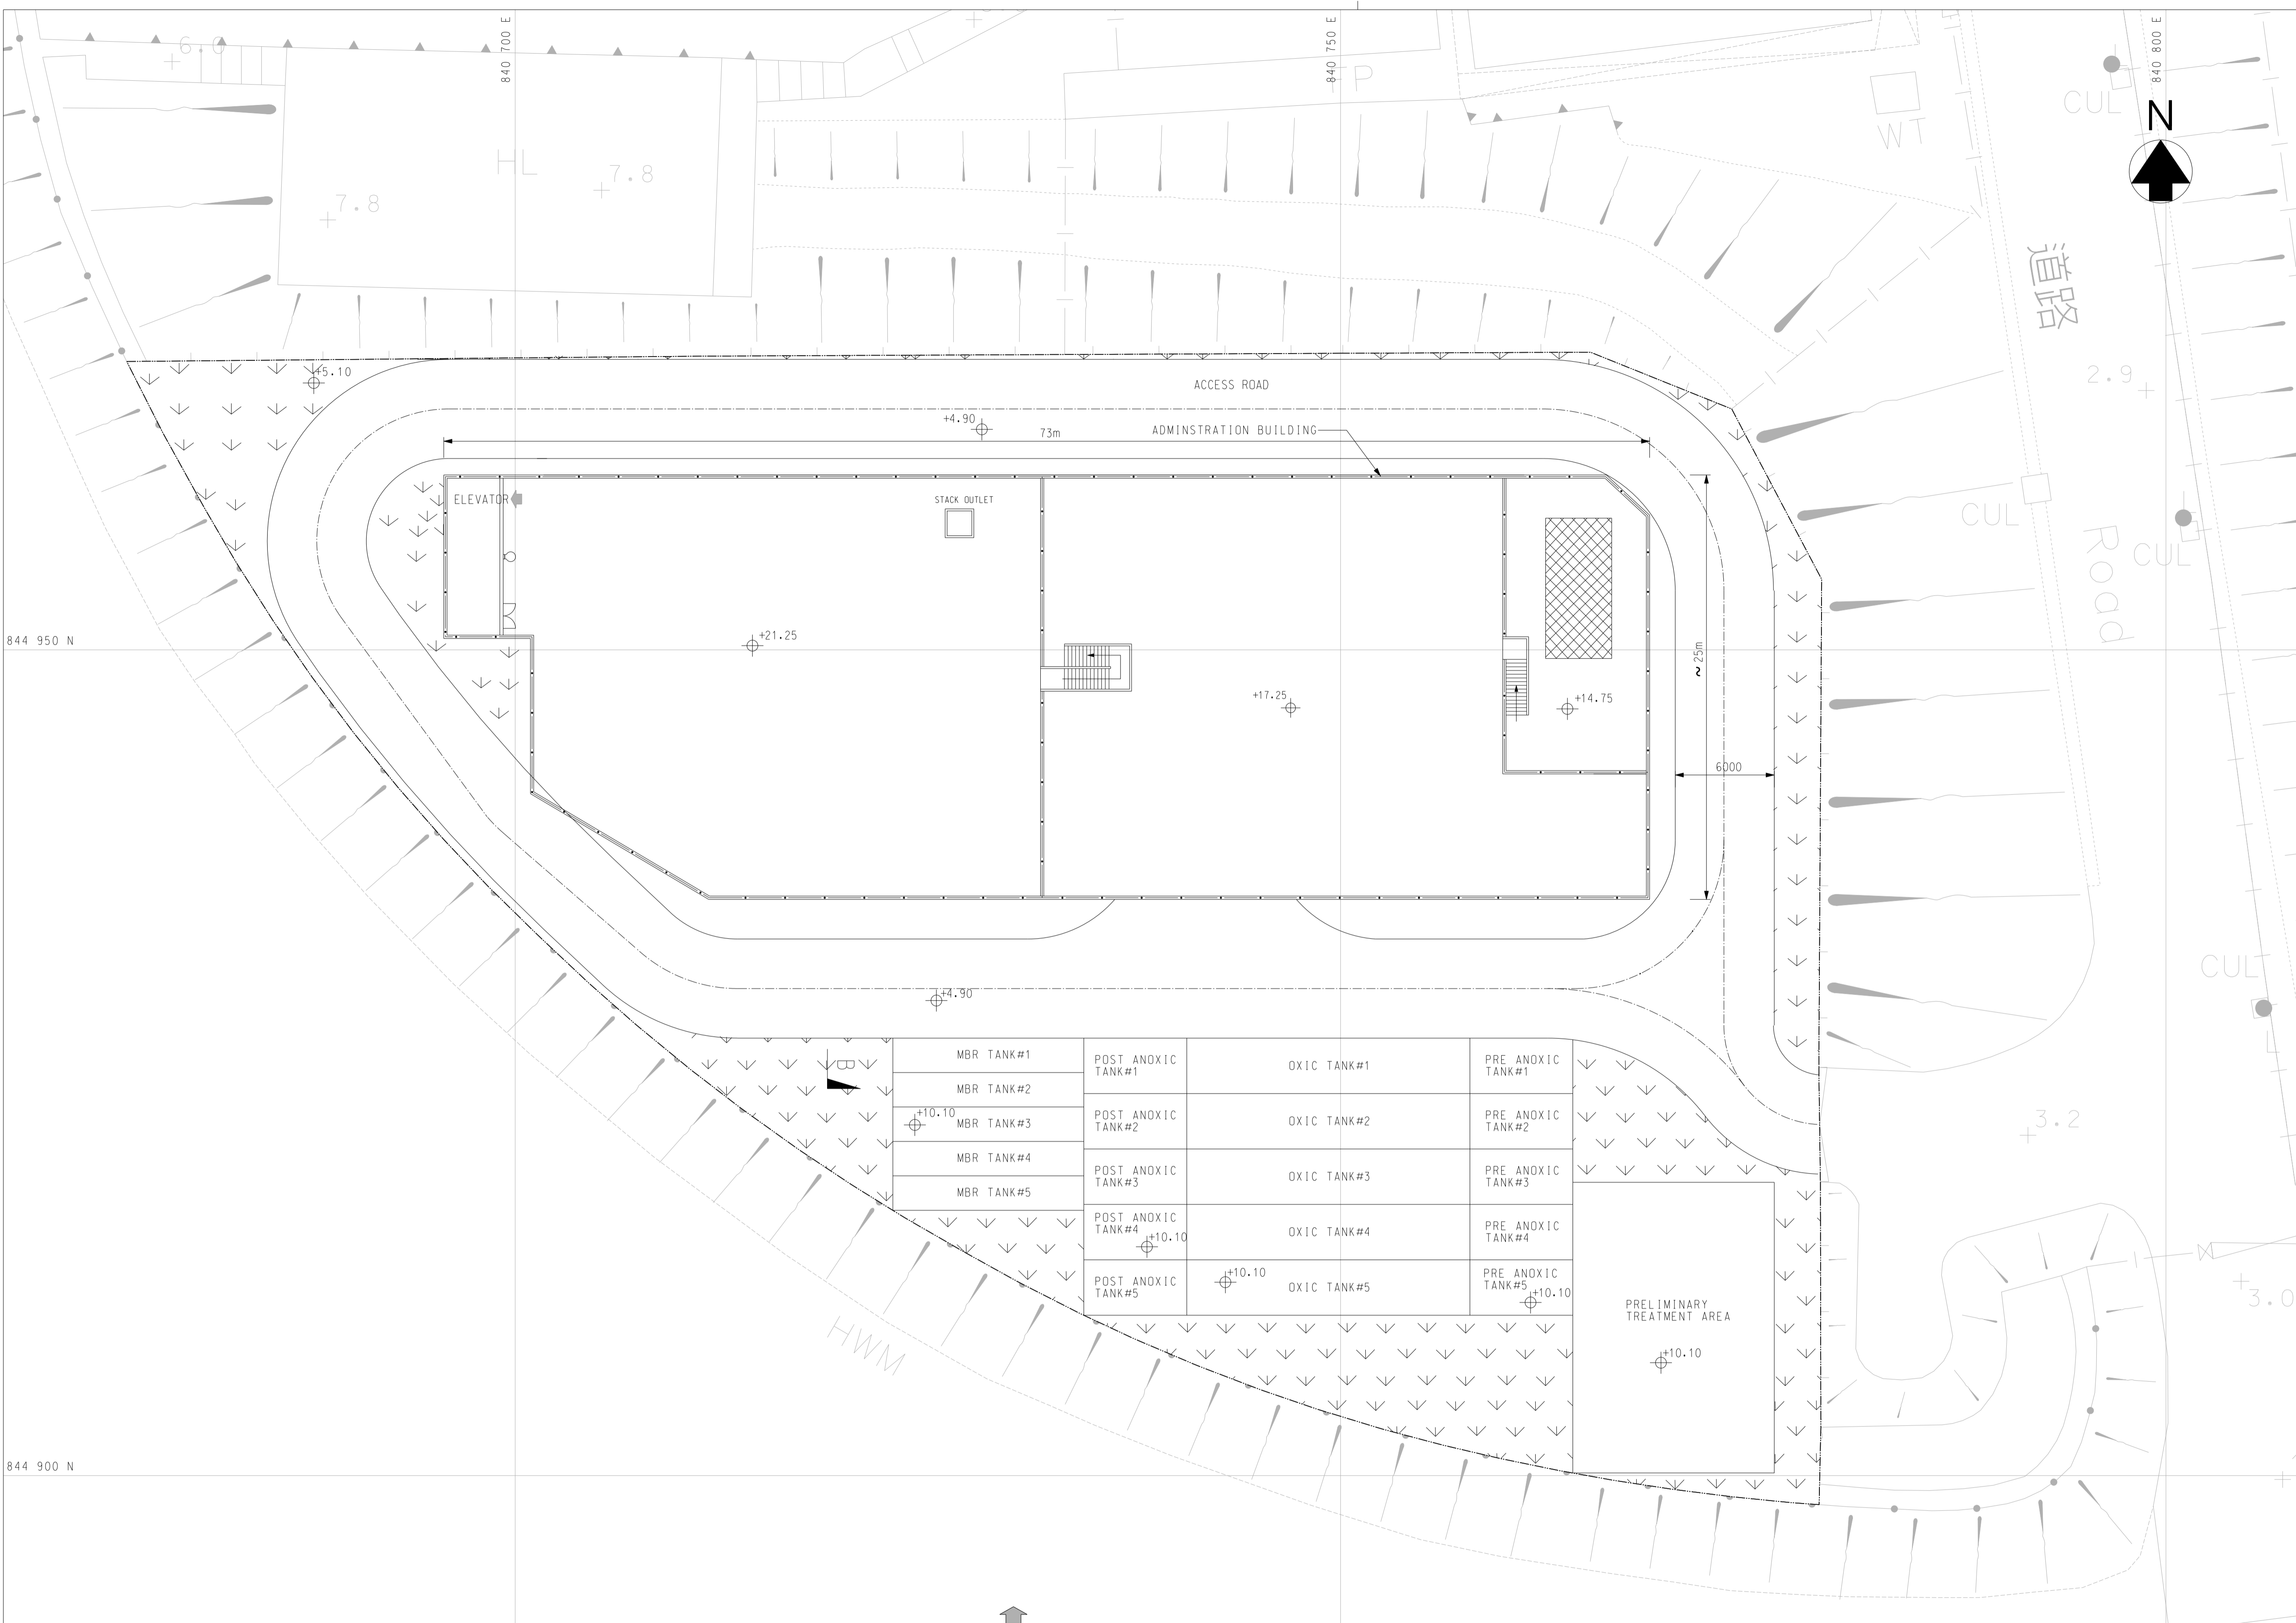 840 700 E
840 750 E
840 800 E
+6.0
TP
CUL
N
WT
HL
+7.8
+7.8
道路
+5.10
ACCESS ROAD
2.9+
+4.90
73m
ADMINSTRATION BUILDING
ELEVATOR
STACK OUTLET
CUL
Road
CUL
844 950 N
+21.25
~25m
+17.25
+14.75
6000
CUL
+4.90
B
MBR TANK#1
MBR TANK#2
+10.10
MBR TANK#3
MBR TANK#4
MBR TANK#5
POST ANOXIC
TANK#1
POST ANOXIC
TANK#2
POST ANOXIC
TANK#3
POST ANOXIC
TANK#4
+10.10
POST ANOXIC
TANK#5
OXIC TANK#1
OXIC TANK#2
OXIC TANK#3
OXIC TANK#4
+10.10
OXIC TANK#5
PRE ANOXIC
TANK#1
PRE ANOXIC
TANK#2
PRE ANOXIC
TANK#3
PRE ANOXIC
TANK#4
PRE ANOXIC
TANK#5
+10.10
+3.2
+3.0
PRELIMINARY
TREATMENT AREA
+10.10
HWM
844 900 N